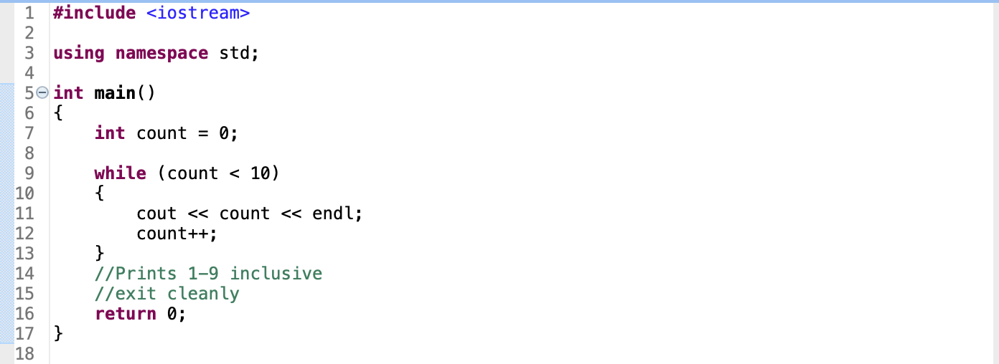 1 #include <iostream>
2
3 using namespace std;
4
5 int main()
6 {
7     int count = 0;
8
9     while (count < 10)
10     {
11         cout << count << endl;
12         count++;
13     }
14     //Prints 1–9 inclusive
15     //exit cleanly
16     return 0;
17 }
18